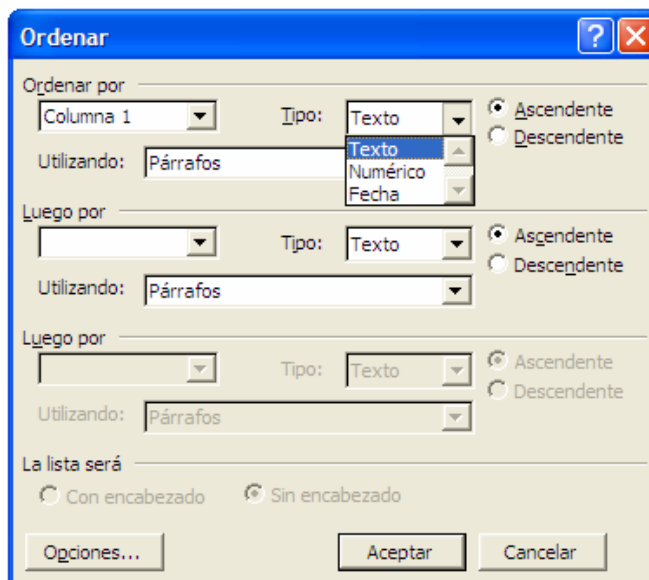 Ordenar
Ordenar por
Columna 1 Tipo: Texto Ascendente
Descendente
Texto
Numérico
Fecha
Utilizando: Párrafos
Luego por
Tipo: Texto Ascendente
Descendente
Utilizando: Párrafos
Luego por
Tipo: Texto Ascendente
Descendente
Utilizando: Párrafos
La lista será
Con encabezado Sin encabezado
Opciones... Aceptar Cancelar